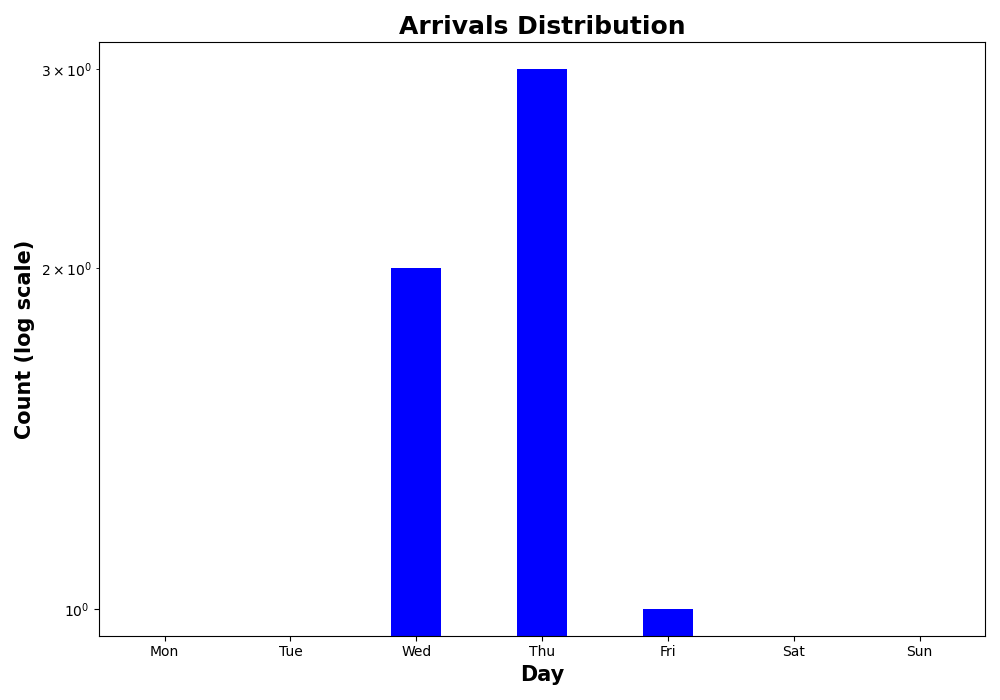 Arrivals Distribution
3 × 10⁰
2 × 10⁰
10⁰
Count (log scale)
Mon Tue Wed Thu Fri Sat Sun
Day